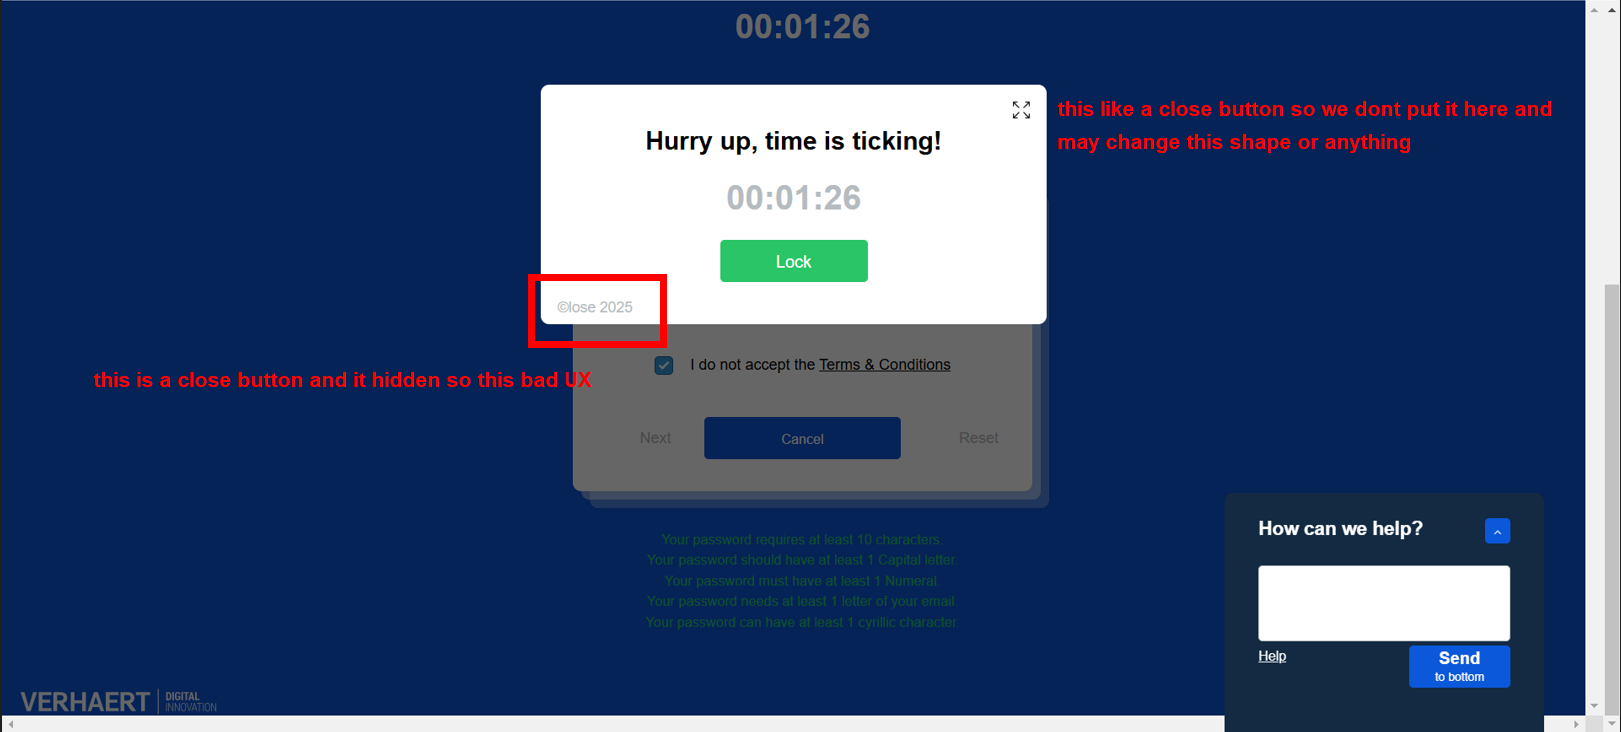 00:01:26
this like a close button so we dont put it here and
may change this shape or anything
Hurry up, time is ticking!
00:01:26
Lock
©lose 2025
this is a close button and it hidden so this bad UX
I do not accept the Terms & Conditions
Next
Cancel
Reset
Your password requires at least 10 characters.
Your password should have at least 1 Capital letter.
Your password must have at least 1 Numeral.
Your password needs at least 1 letter of your email.
Your password can have at least 1 cyrillic character.
How can we help?
Help
Send
to bottom
VERHAERT DIGITAL
INNOVATION